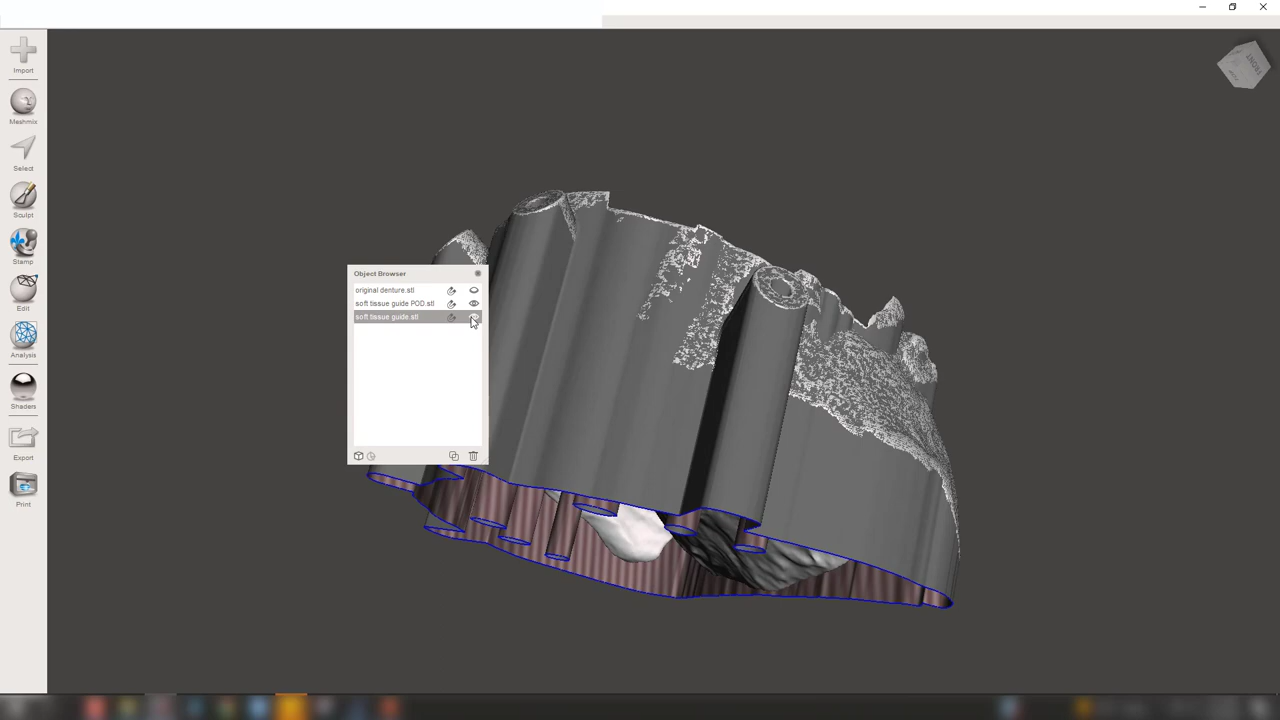 Import
Meshmix
Select
Sculpt
Stamp
Edit
Analysis
Shaders
Export
Print
Object Browser
original denture.stl
soft tissue guide POD.stl
soft tissue guide.stl
FRONT